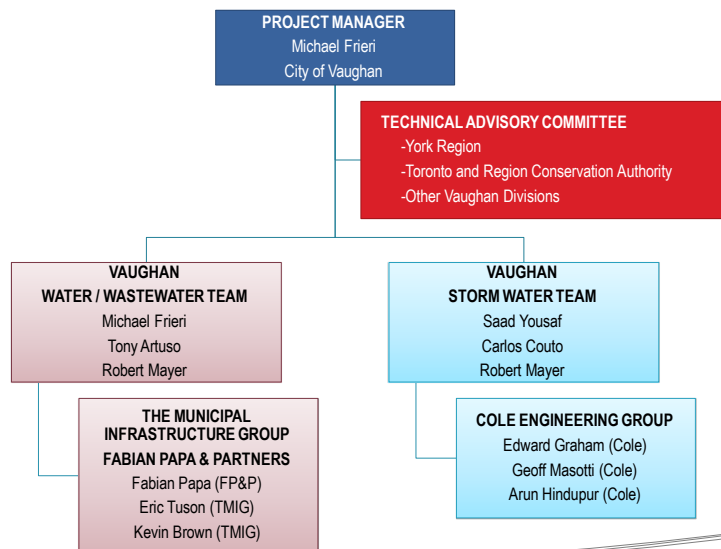 PROJECT MANAGER
Michael Frieri
City of Vaughan
TECHNICAL ADVISORY COMMITTEE
-York Region
-Toronto and Region Conservation Authority
-Other Vaughan Divisions
VAUGHAN
WATER / WASTEWATER TEAM
Michael Frieri
Tony Artuso
Robert Mayer
VAUGHAN
STORM WATER TEAM
Saad Yousaf
Carlos Couto
Robert Mayer
THE MUNICIPAL
INFRASTRUCTURE GROUP
FABIAN PAPA & PARTNERS
Fabian Papa (FP&P)
Eric Tuson (TMIG)
Kevin Brown (TMIG)
COLE ENGINEERING GROUP
Edward Graham (Cole)
Geoff Masotti (Cole)
Arun Hindupur (Cole)